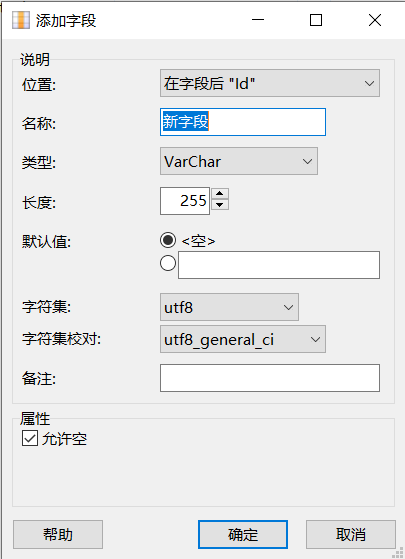 添加字段
说明
位置: 在字段后 "Id"
名称: 新字段
类型: VarChar
长度: 255
默认值: <空>
字符集: utf8
字符集校对: utf8_general_ci
备注:
属性
允许空
帮助 确定 取消